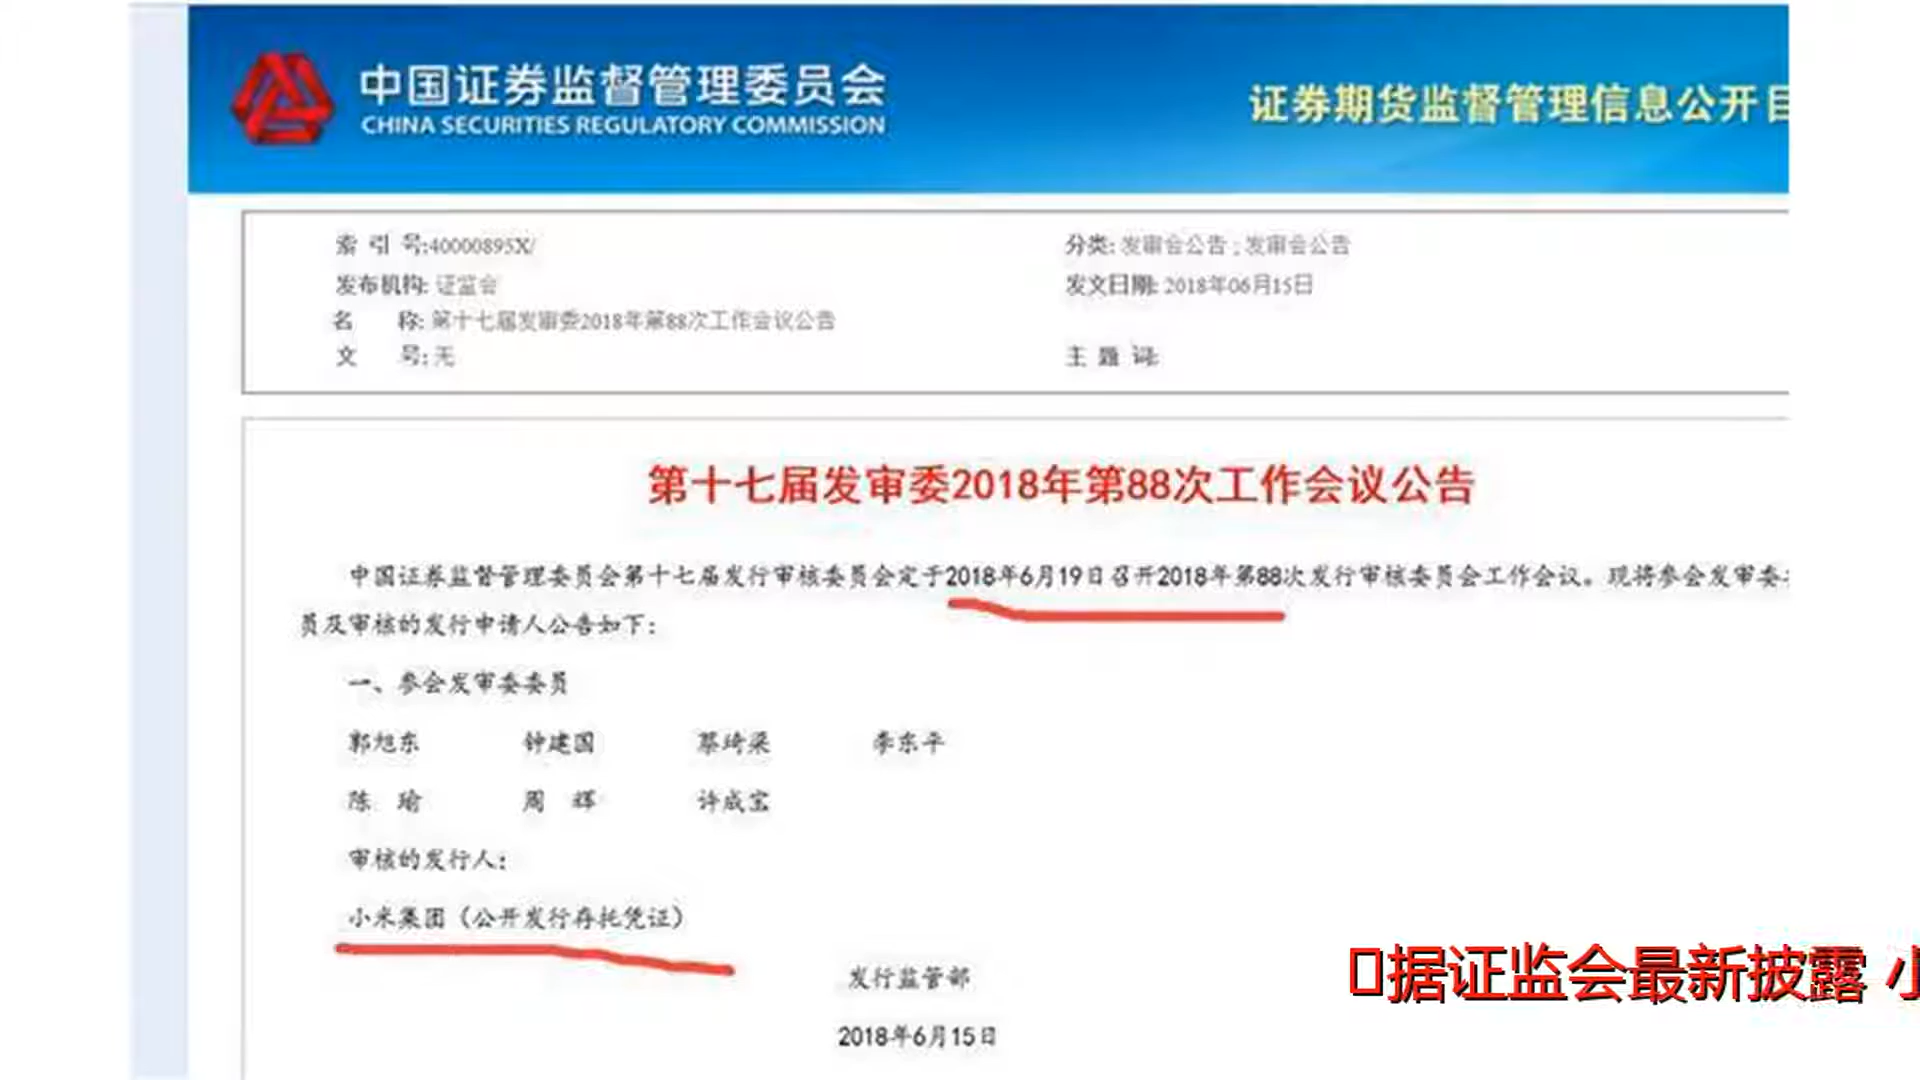 中国证券监督管理委员会
CHINA SECURITIES REGULATORY COMMISSION
证券期货监督管理信息公开目
索 引 号:40000895X/
分类: 发审会公告 ; 发审会公告
发布机构: 证监会
发文日期: 2018年06月15日
名 称: 第十七届发审委2018年第88次工作会议公告
文 号: 无
主 题 词:
第十七届发审委2018年第88次工作会议公告
中国证券监督管理委员会第十七届发行审核委员会定于2018年6月19日召开2018年第88次发行审核委员会工作会议。现将参会发审委
员及审核的发行申请人公告如下：
一、参会发审委委员
郭旭东 钟建国 蔡琦梁 李东平
陈 瑜 周 辉 许成宝
审核的发行人：
小米集团（公开发行存托凭证）
发行监管部
2018年6月15日
据证监会最新披露 小